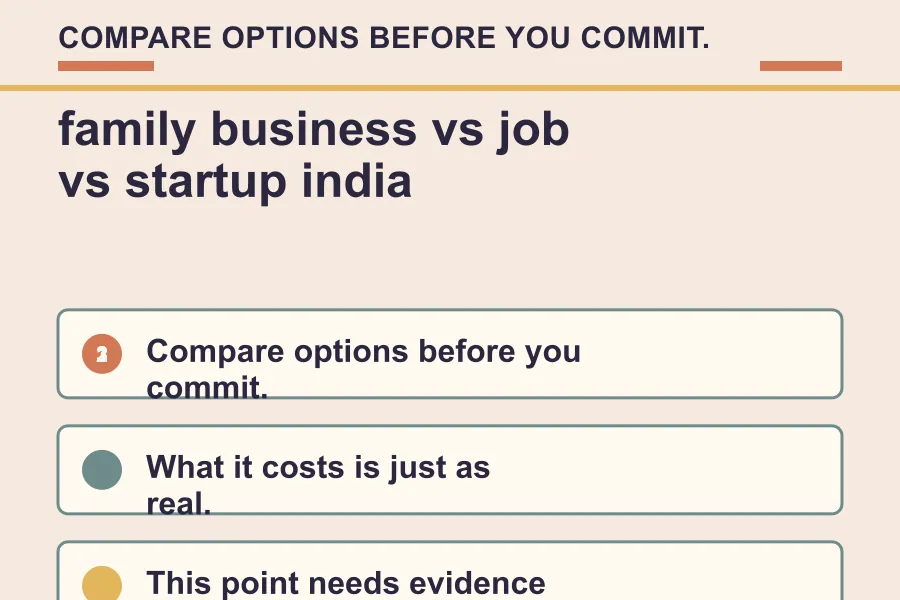 COMPARE OPTIONS BEFORE YOU COMMIT.
family business vs job
vs startup india
Compare options before you
commit.
What it costs is just as
real.
This point needs evidence